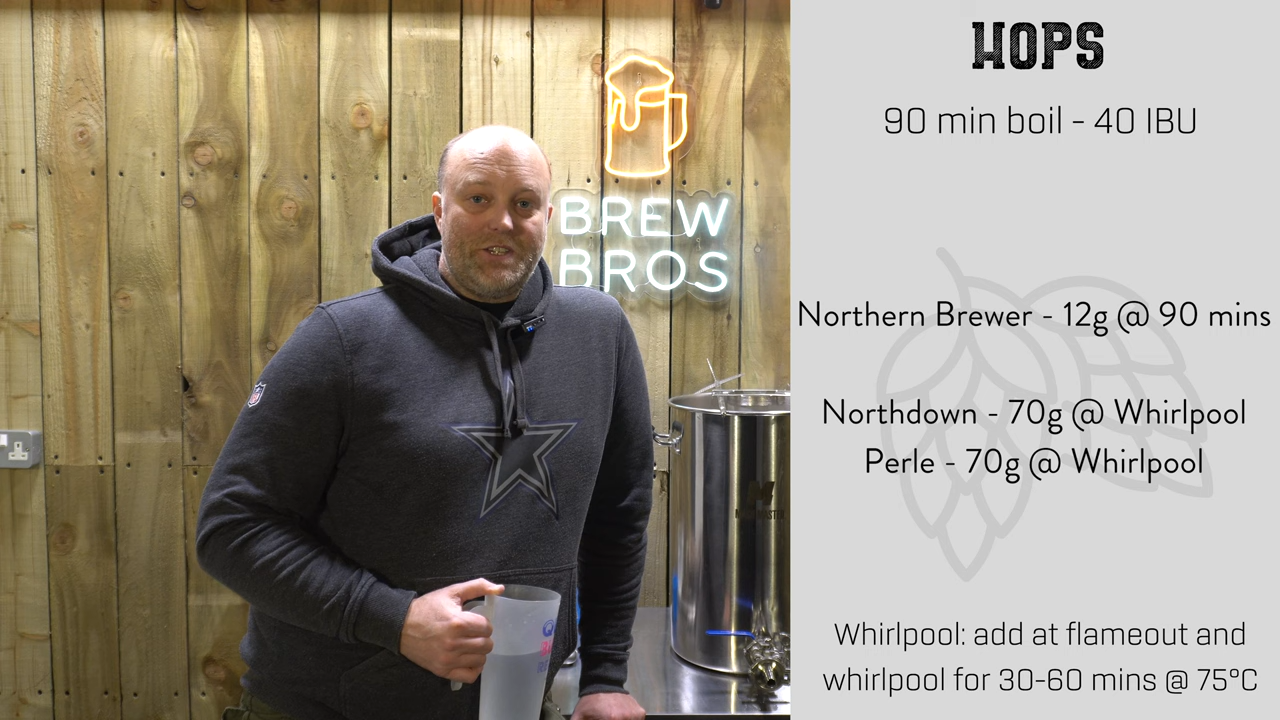 HOPS
90 min boil - 40 IBU
BREW
BROS
Northern Brewer - 12g @ 90 mins
Northdown - 70g @ Whirlpool
Perle - 70g @ Whirlpool
Whirlpool: add at flameout and
whirlpool for 30-60 mins @ 75°C
NFL